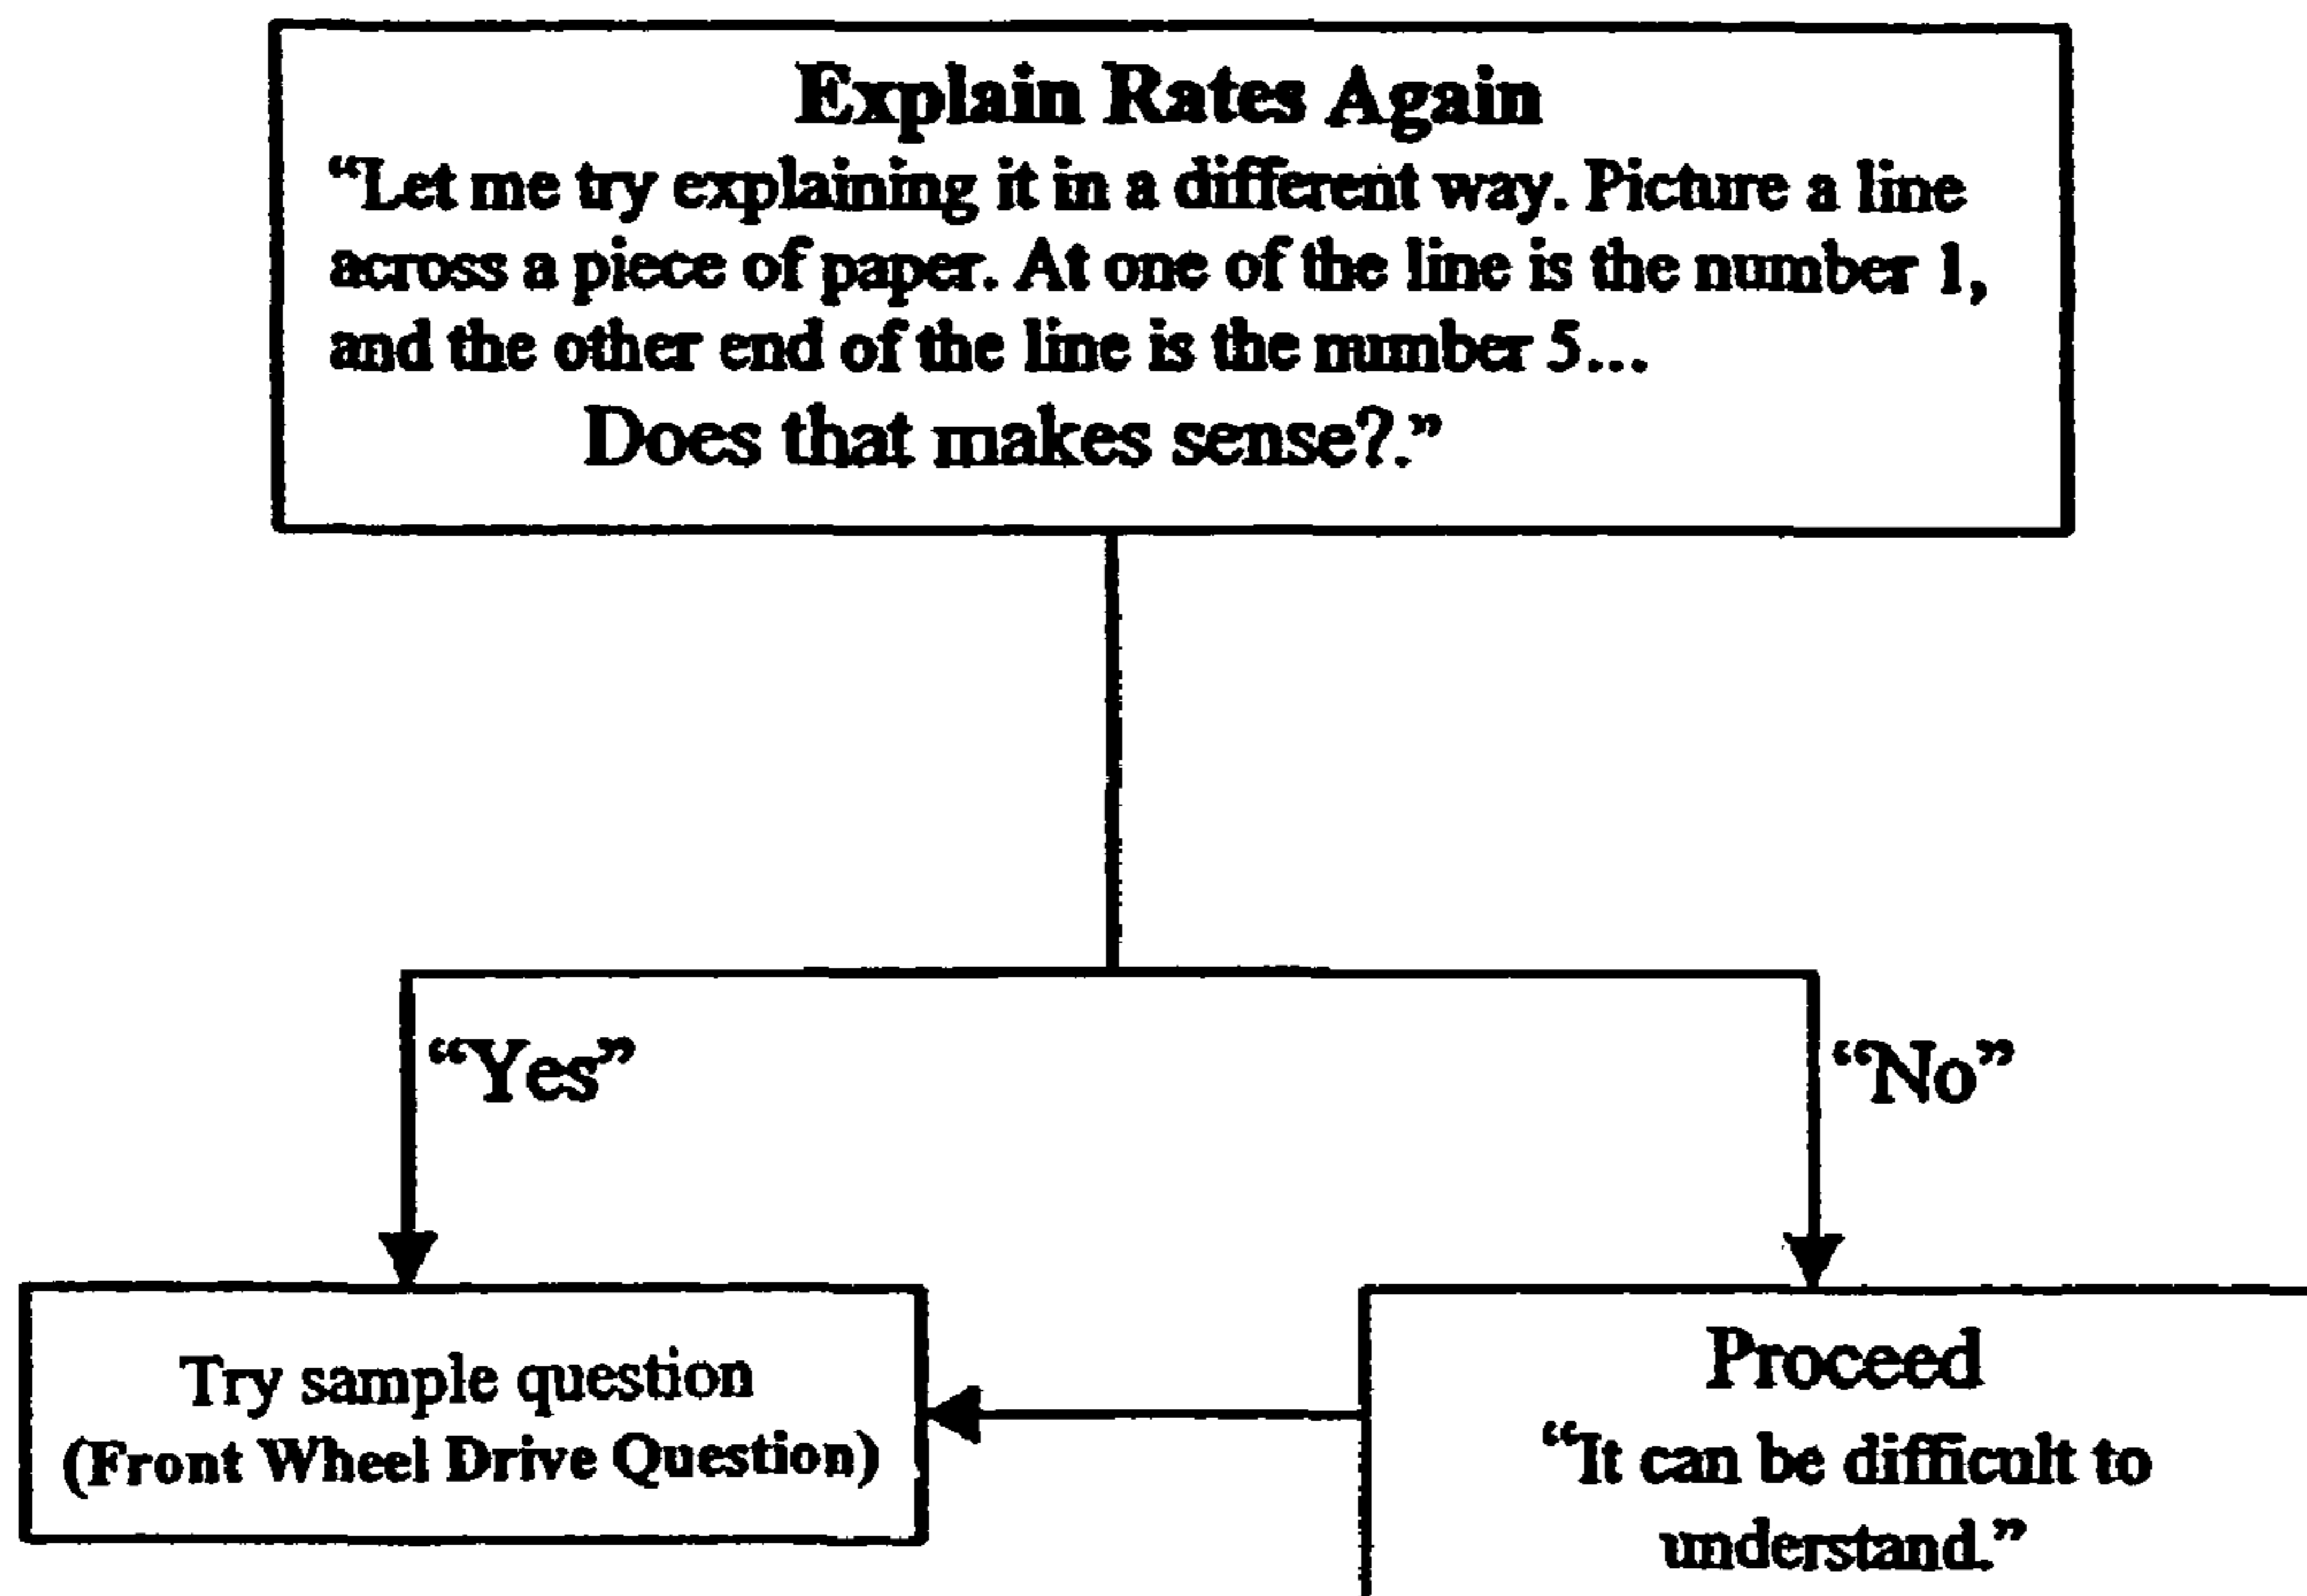 Explain Rates Again
“Let me try explaining it in a different way. Picture a line
across a piece of paper. At one of the line is the number 1,
and the other end of the line is the number 5...
Does that makes sense?.”
“Yes”
“No”
Try sample question
(Front Wheel Drive Question)
Proceed
“It can be difficult to
understand.”